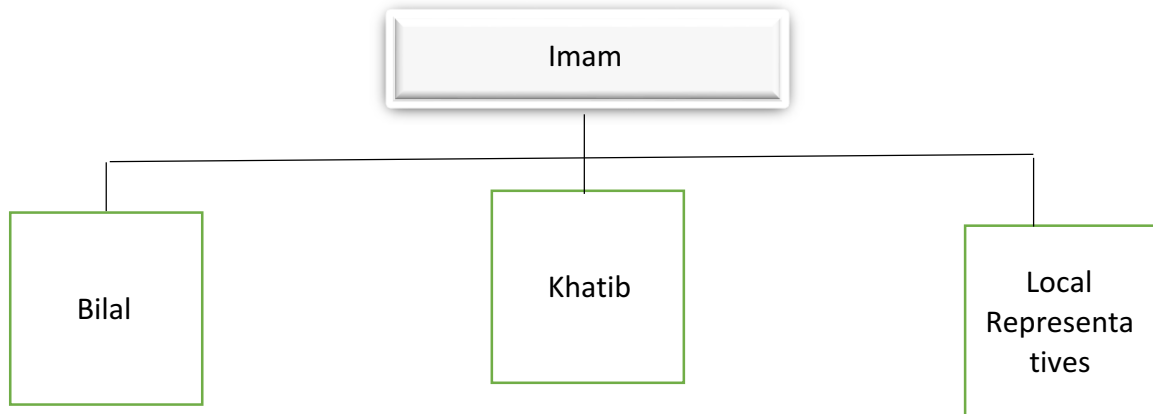 Imam
Bilal
Khatib
Local
Representa
tives